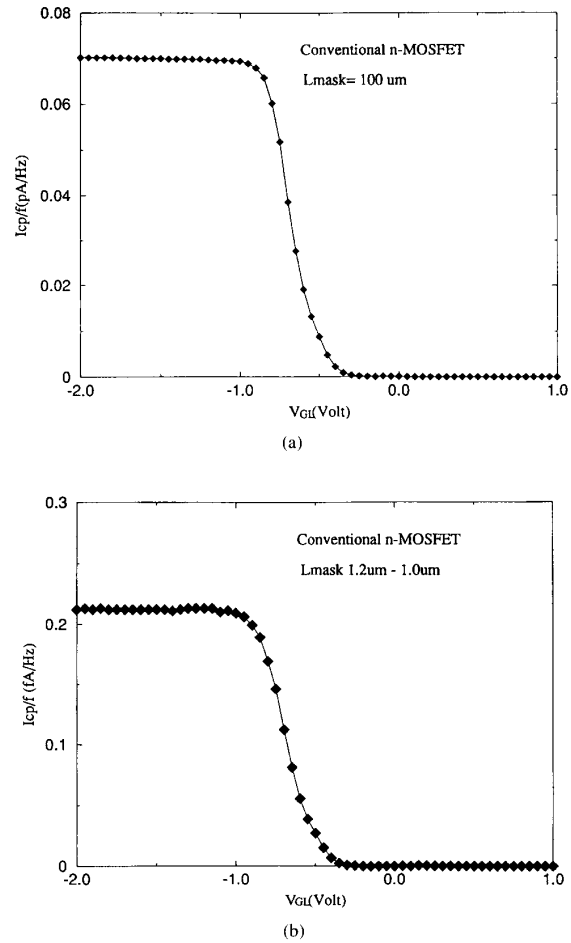 0.08
Conventional n-MOSFET
Lmask= 100 um
0.06
Icp/f(pA/Hz)
0.04
0.02
0
-2.0 -1.0 0.0 1.0
VGL(Volt)
(a)
0.3
Conventional n-MOSFET
Lmask 1.2um - 1.0um
0.2
Icp/f (fA/Hz)
0.1
0
-2.0 -1.0 0.0 1.0
VGL(Volt)
(b)